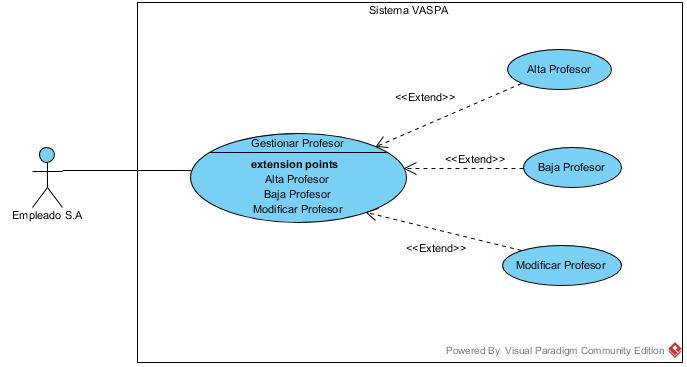 Sistema VASPA
Alta Profesor
<<Extend>>
Gestionar Profesor
extension points
Alta Profesor
Baja Profesor
Modificar Profesor
<<Extend>>
Baja Profesor
Empleado S.A
<<Extend>>
Modificar Profesor
Powered By Visual Paradigm Community Edition